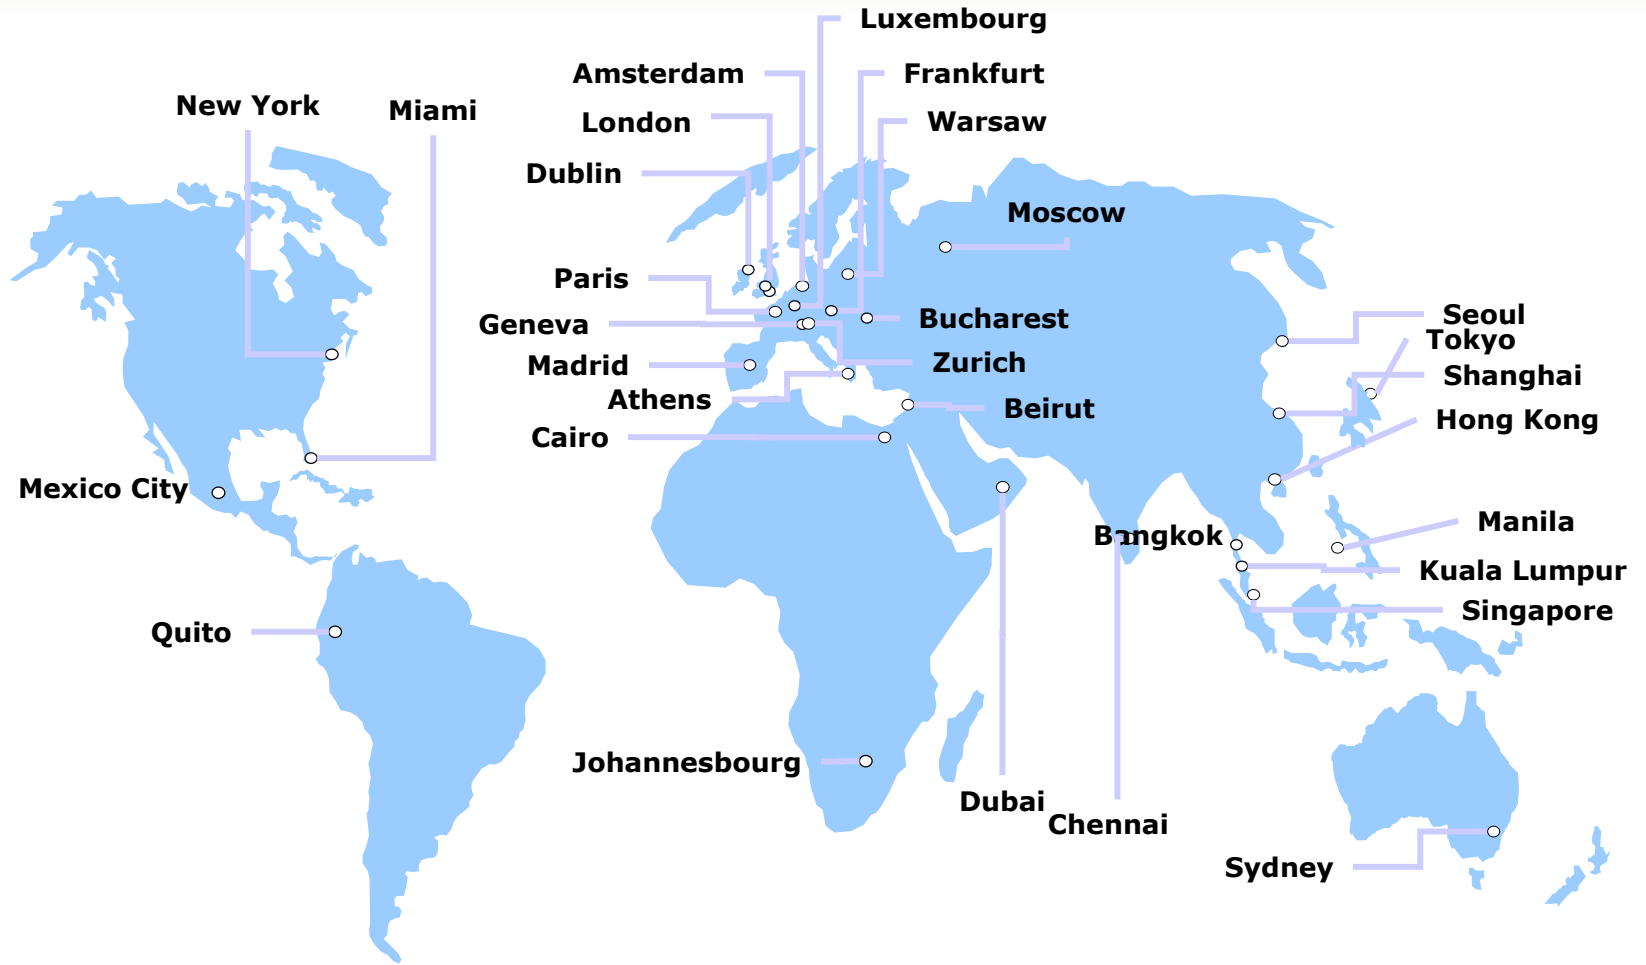 Luxembourg
Amsterdam
Frankfurt
New York
Miami
London
Warsaw
Dublin
Moscow
Paris
Geneva
Bucharest
Seoul
Tokyo
Madrid
Zurich
Shanghai
Athens
Beirut
Hong Kong
Cairo
Mexico City
Manila
Bangkok
Kuala Lumpur
Singapore
Quito
Johannesbourg
Dubai
Chennai
Sydney